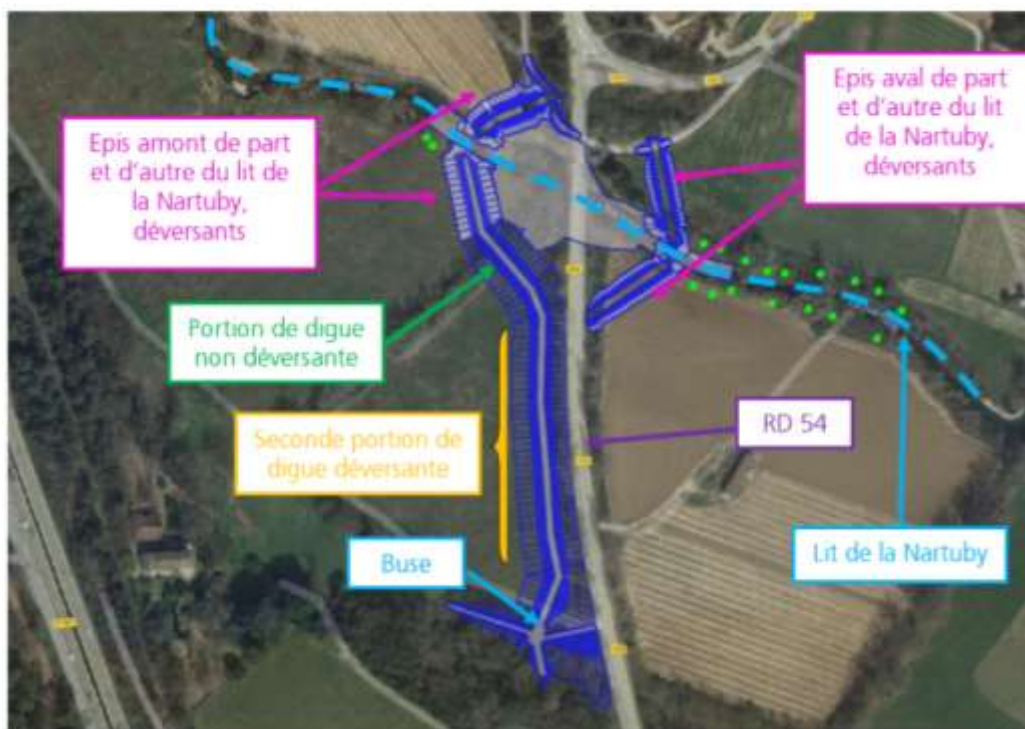 Epis amont de part
et d'autre du lit de
la Nartuby,
déversants
Epis aval de part
et d'autre du lit
de la Nartuby,
déversants
Portion de digue
non déversante
Seconde portion de
digue déversante
RD 54
Buse
Lit de la Nartuby